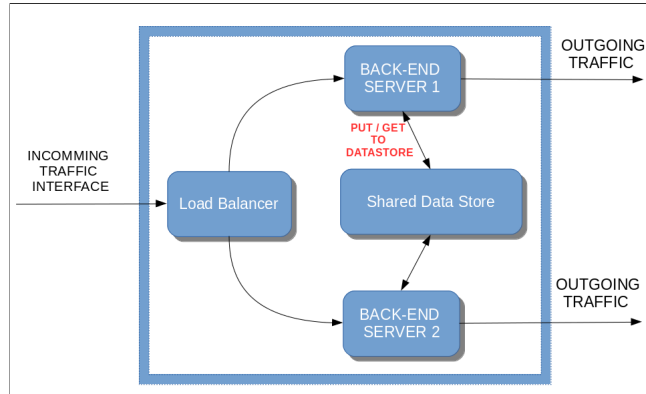 OUTGOING
TRAFFIC
BACK-END
SERVER 1
PUT / GET
TO
DATASTORE
INCOMMING
TRAFFIC
INTERFACE
Load Balancer
Shared Data Store
OUTGOING
TRAFFIC
BACK-END
SERVER 2